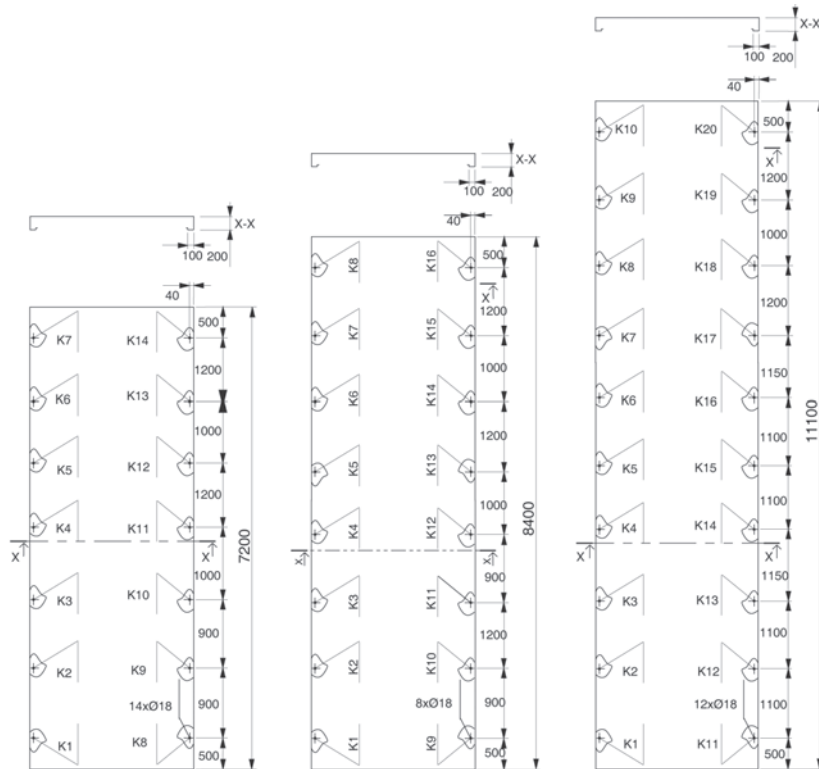 X-X
100 200
40
500
K7 K14
1200
K6 K13
1000
K5 K12
1200
K4 K11
X X
7200
1000
K3 K10
900
K2 K9
14xØ18 900
K1 K8
500
X-X
100 200
40
K8 K16
500
X
1200
K7 K15
1000
K6 K14
1200
K5 K13
1000
K4 K12
8400
x x
900
K3 K11
1200
K2 K10
8xØ18 900
K1 K9
500
X-X
100 200
40
500
K10 K20
X
1200
K9 K19
1000
K8 K18
1200
K7 K17
1150
K6 K16
11100
1100
K5 K15
1100
K4 K14
X X
1150
K3 K13
1100
K2 K12
12xØ18 1100
K1 K11
500